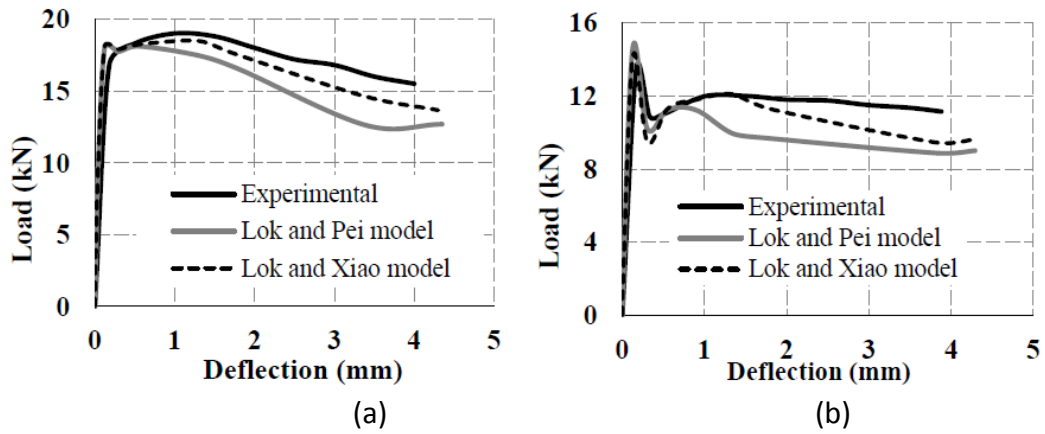 20
15
10
5
0
Load (kN)
Experimental
Lok and Pei model
Lok and Xiao model
0 1 2 3 4 5
Deflection (mm)
(a)
16
12
8
4
0
Load (kN)
Experimental
Lok and Pei model
Lok and Xiao model
0 1 2 3 4 5
Deflection (mm)
(b)